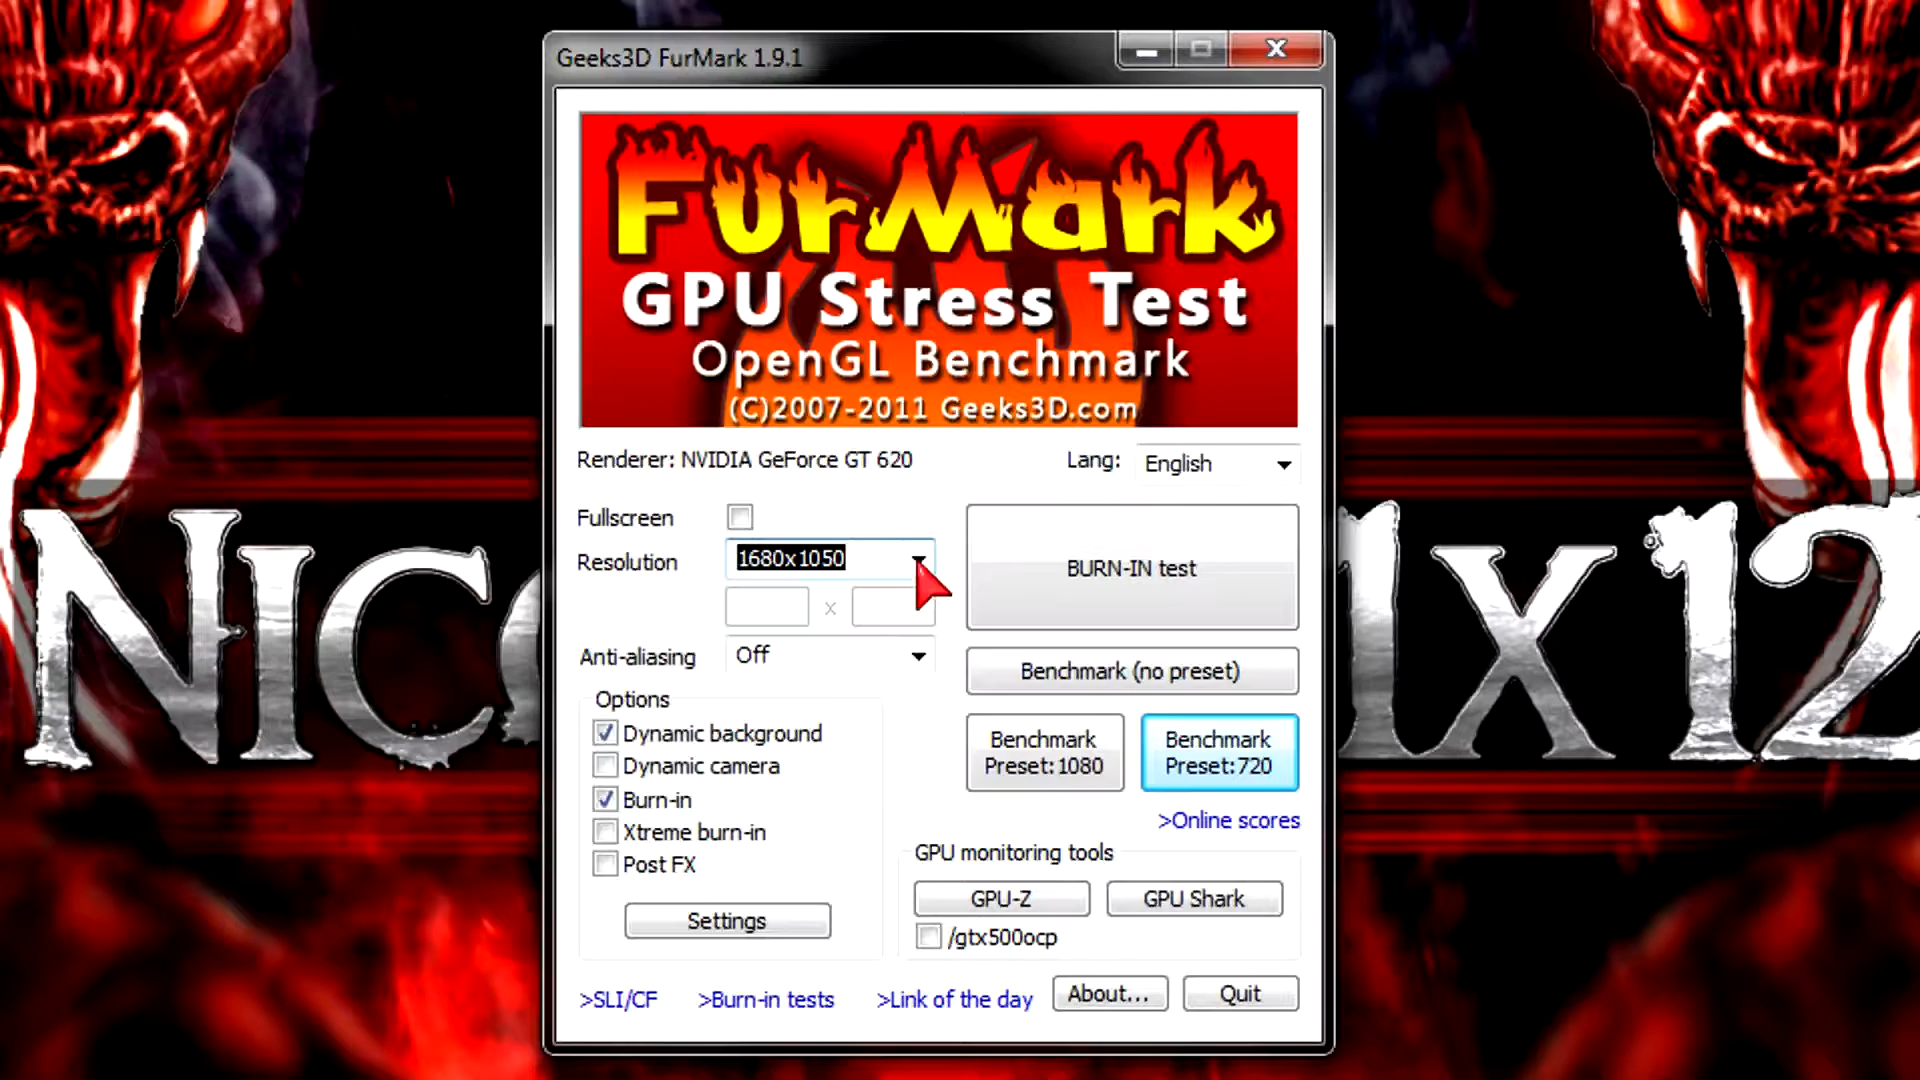 Geeks3D FurMark 1.9.1
FurMark
GPU Stress Test
OpenGL Benchmark
(C)2007-2011 Geeks3D.com
Renderer: NVIDIA GeForce GT 620
Lang: English
Fullscreen
Resolution 1680x1050
x
BURN-IN test
Anti-aliasing Off
Benchmark (no preset)
Options
Dynamic background
Dynamic camera
Burn-in
Xtreme burn-in
Post FX
Settings
Benchmark
Preset:1080
Benchmark
Preset:720
>Online scores
GPU monitoring tools
GPU-Z
GPU Shark
/gtx500ocp
>SLI/CF
>Burn-in tests
>Link of the day
About...
Quit